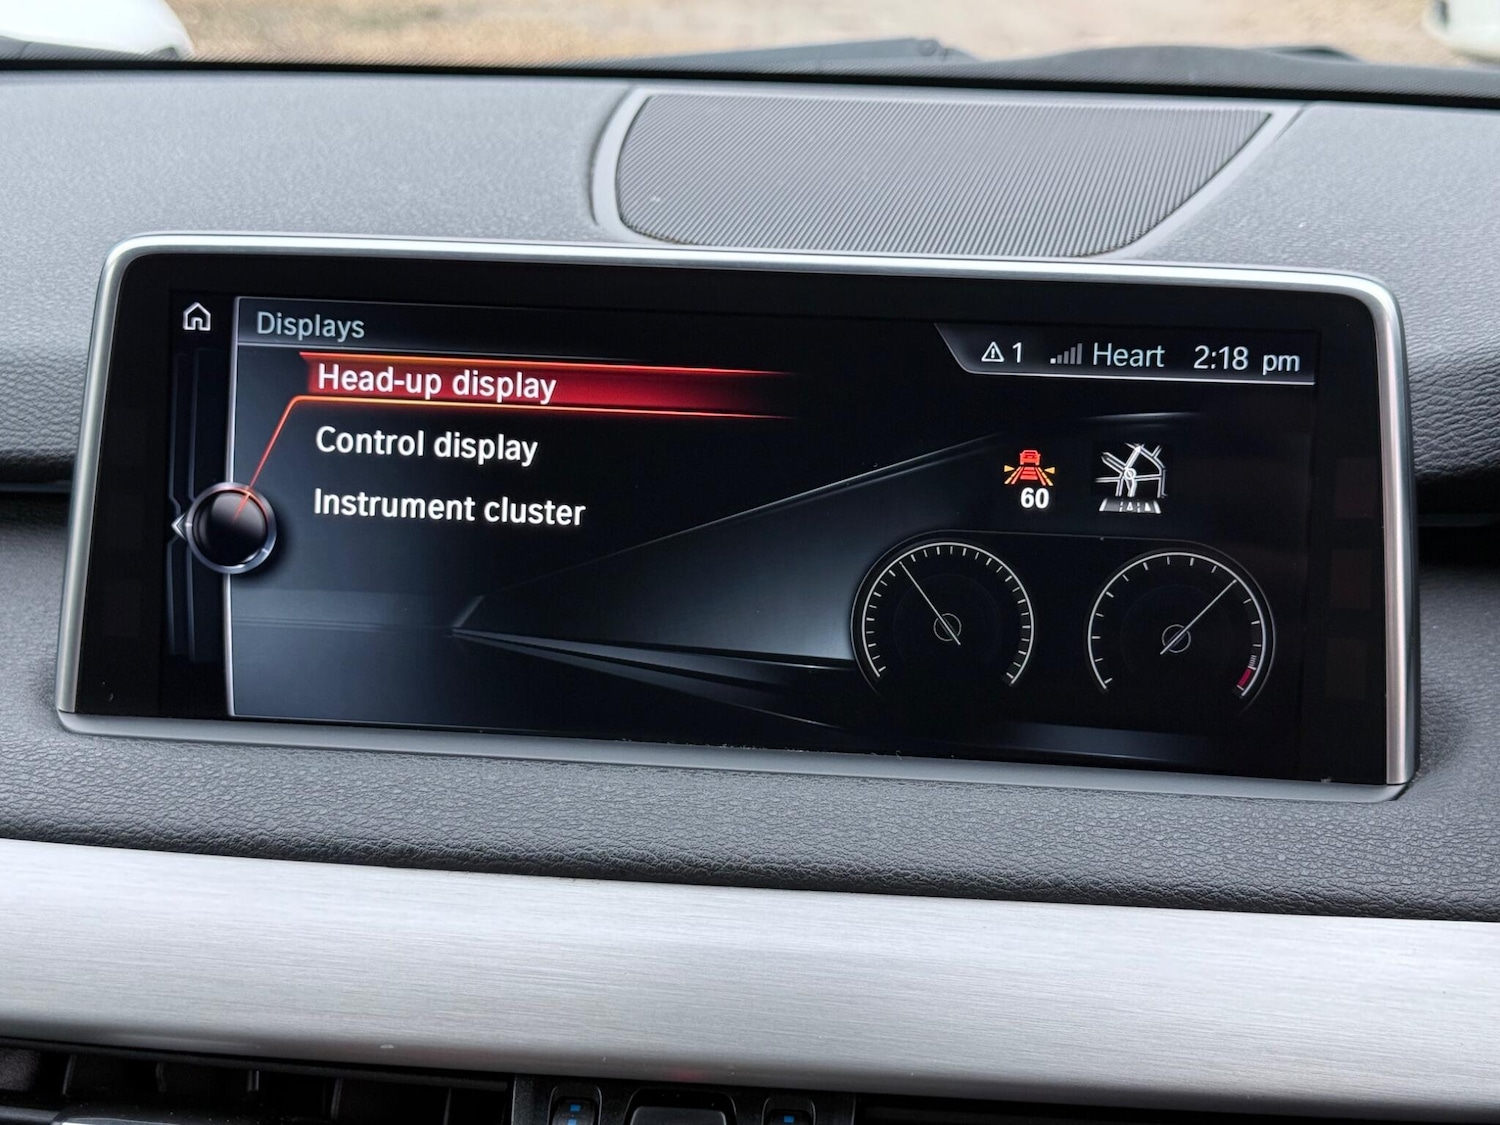 Displays
1 Heart 2:18 pm
Head-up display
Control display
Instrument cluster
60